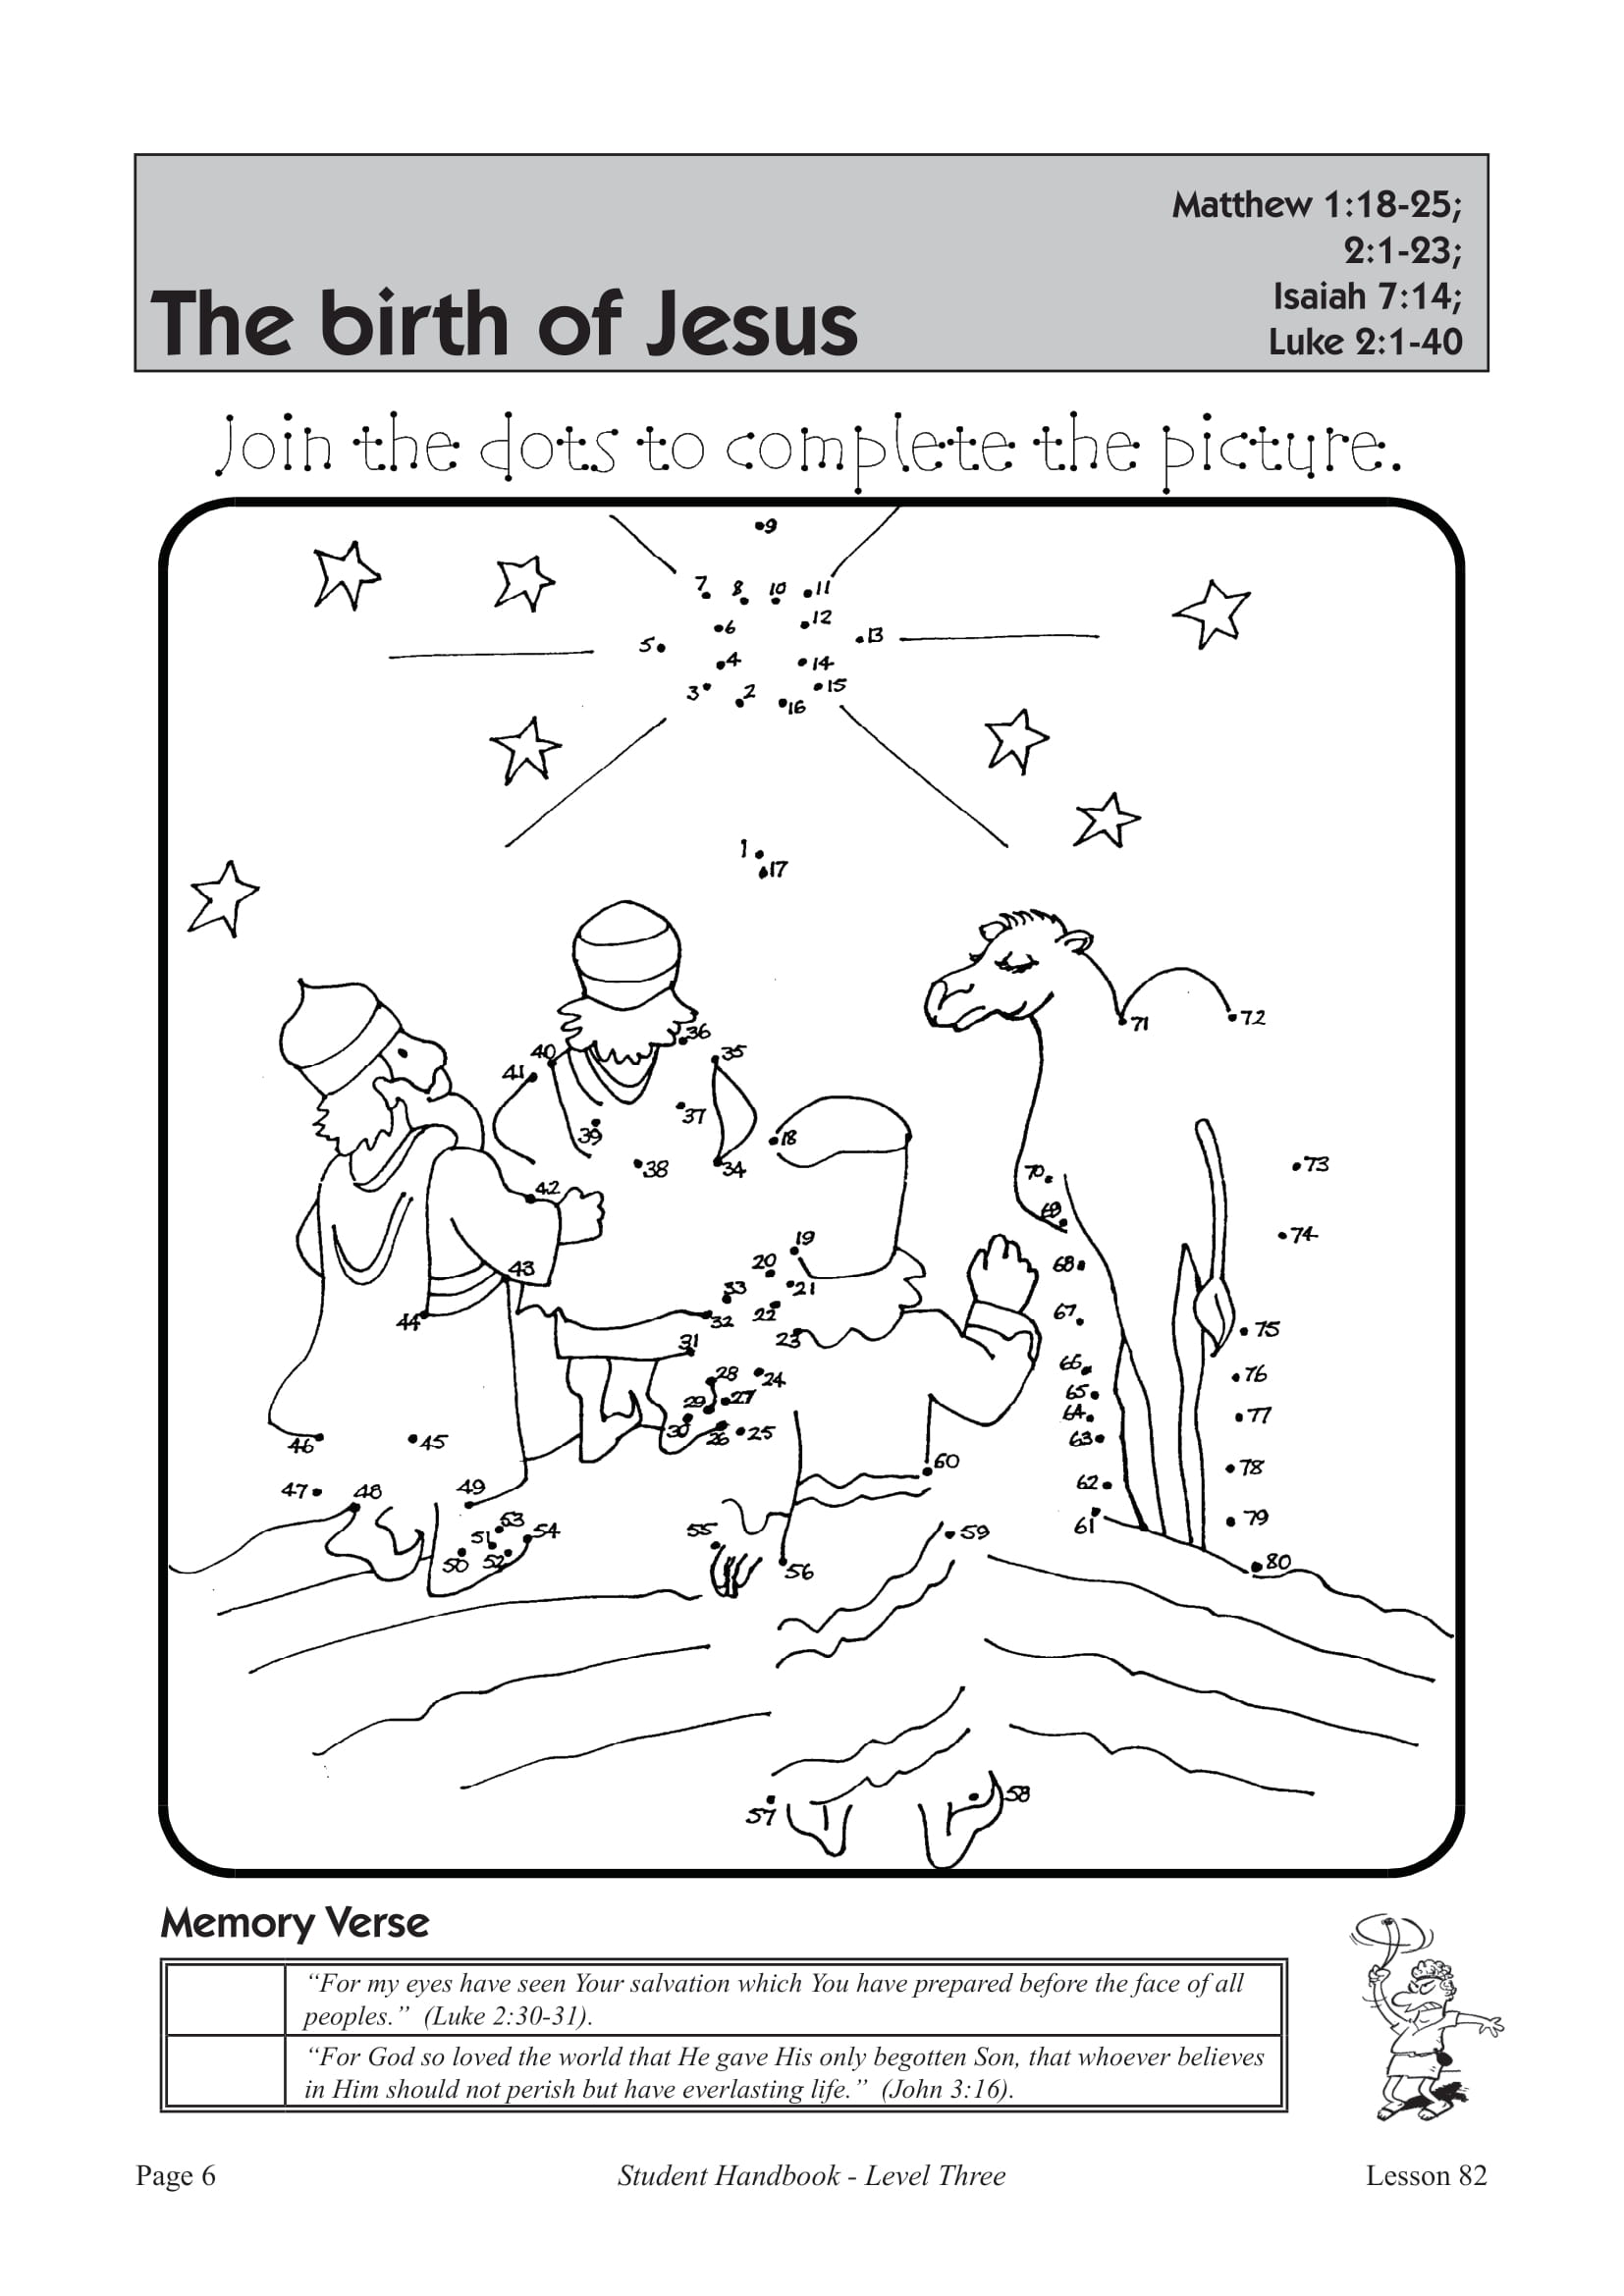 Matthew 1:18-25;
2:1-23;
Isaiah 7:14;
The birth of Jesus
Luke 2:1-40
Join the dots to complete the picture.
9
7 8 10 11
6 12
5 13
4 14
3 2 15
16
1
17
36
40 35
41
71 72
37
39 18
38 34
73
70
42
69
19 74
20 68
43
33 21
44 32 22 67
23 75
31
66
28 24 76
29 27 65
64 77
30 26 25 63
46 45
60 78
47 48 49 62
53 79
51 54 55 59 61
50 52
56 80
57 58
Memory Verse
“For my eyes have seen Your salvation which You have prepared before the face of all
peoples.” (Luke 2:30-31).
“For God so loved the world that He gave His only begotten Son, that whoever believes
in Him should not perish but have everlasting life.” (John 3:16).
Page 6 Student Handbook - Level Three Lesson 82